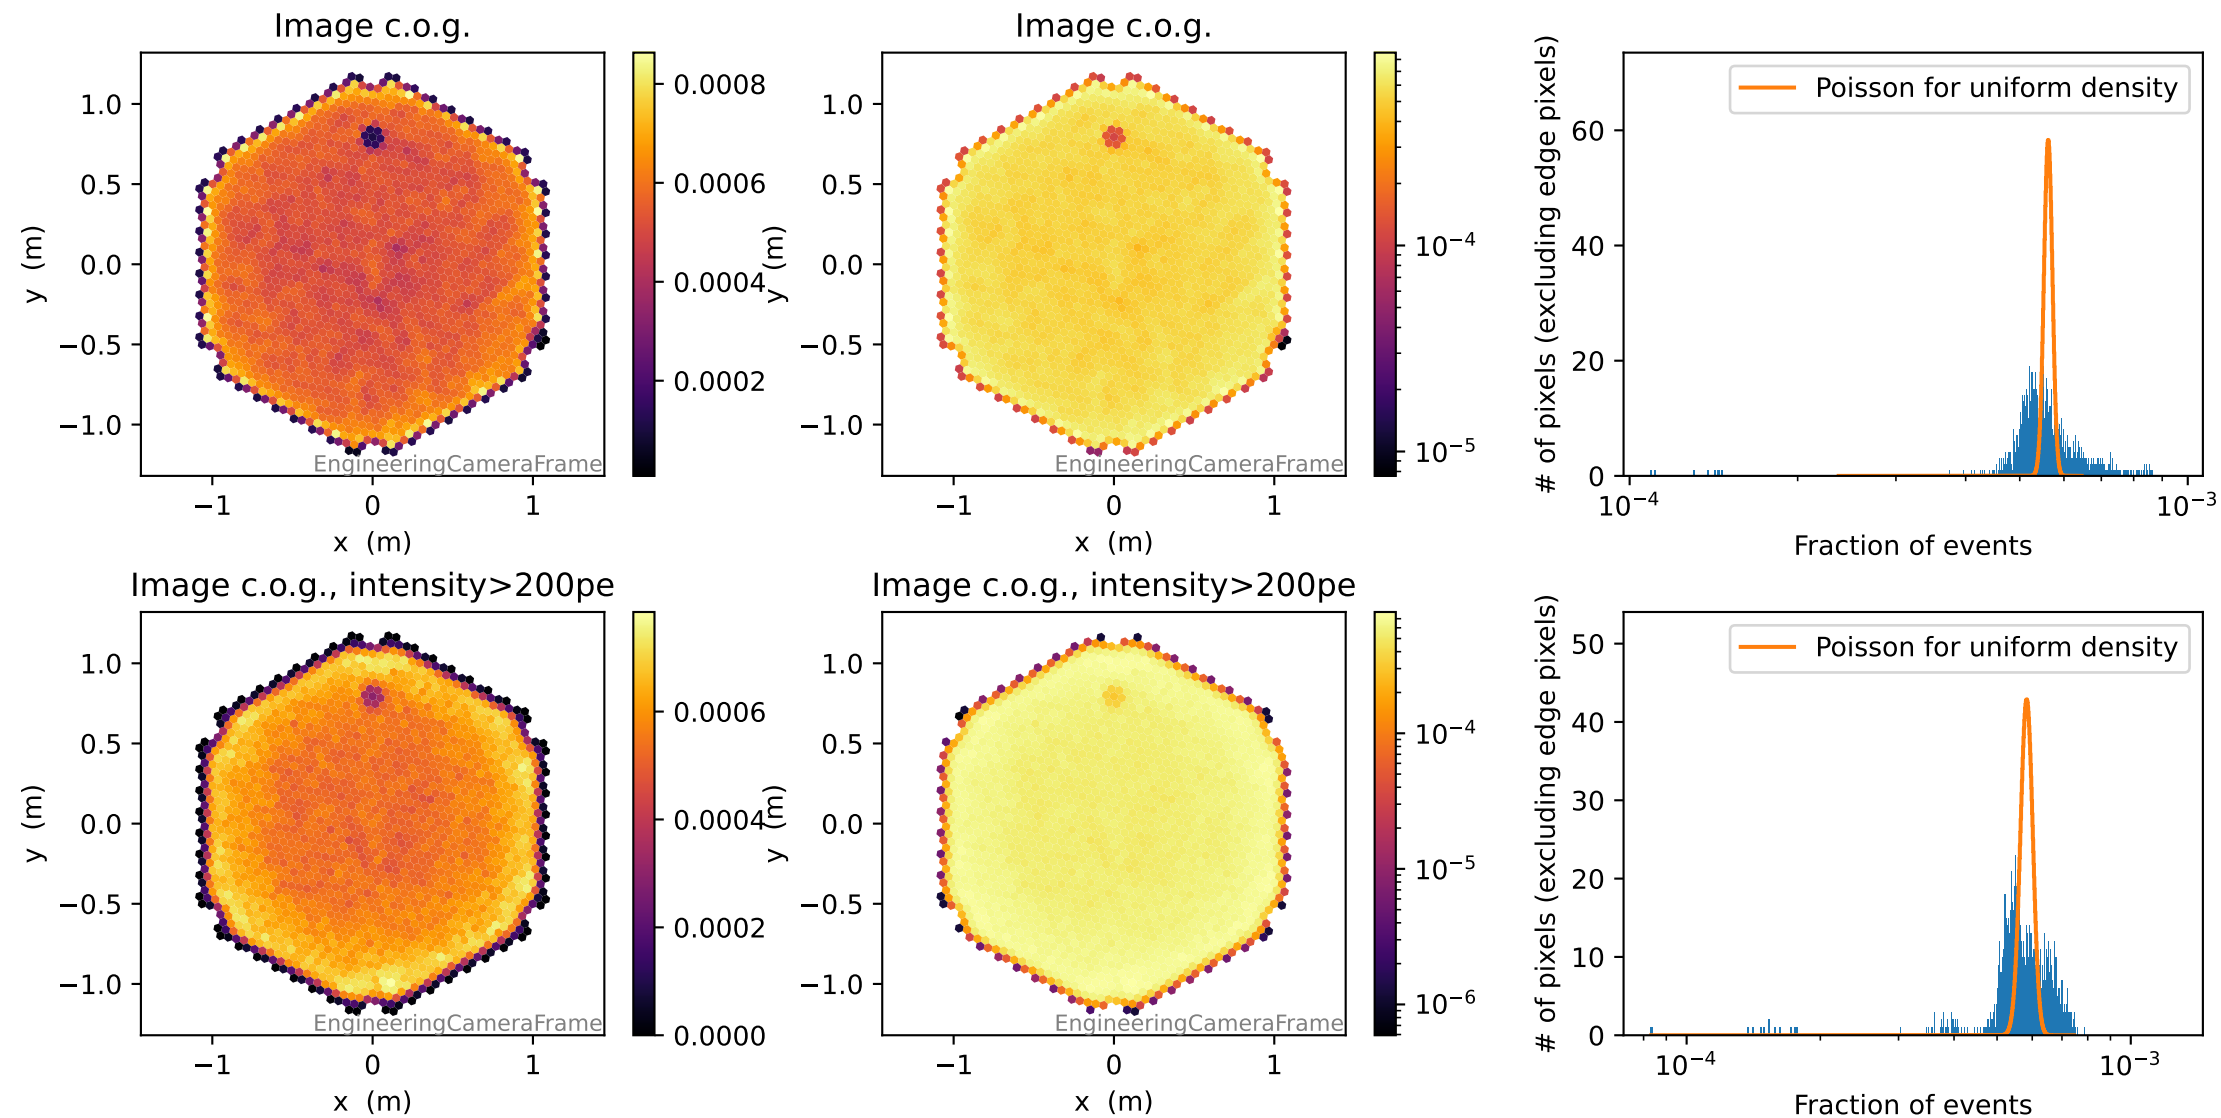 Image c.o.g.
y (m)
1.0
0.5
0.0
−0.5
−1.0
−1
0
1
x (m)
EngineeringCameraFrame
0.0008
0.0006
0.0004
0.0002
Image c.o.g.
y (m)
1.0
0.5
0.0
−0.5
−1.0
−1
0
1
x (m)
EngineeringCameraFrame
10⁻⁴
10⁻⁵
# of pixels (excluding edge pixels)
60
40
20
0
10⁻⁴
10⁻³
Fraction of events
Poisson for uniform density
Image c.o.g., intensity>200pe
y (m)
1.0
0.5
0.0
−0.5
−1.0
−1
0
1
x (m)
EngineeringCameraFrame
0.0006
0.0004
0.0002
0.0000
Image c.o.g., intensity>200pe
y (m)
1.0
0.5
0.0
−0.5
−1.0
−1
0
1
x (m)
EngineeringCameraFrame
10⁻⁴
10⁻⁵
10⁻⁶
# of pixels (excluding edge pixels)
50
40
30
20
10
0
10⁻⁴
10⁻³
Fraction of events
Poisson for uniform density